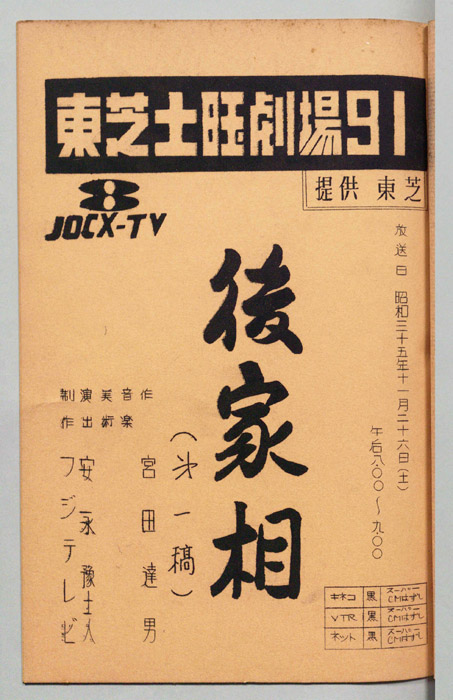 東芝土旺劇場91
提供 東芝
8
JOCX-TV
放送日 昭和三十五年十一月二十六日(土)
午后八.〇〇〜九.〇〇
後家相
(㐧一稿)
作 宮田達男
音楽
美術
演出 安永
制作 フジテレビ
キネコ 黒 スーパー CMはずし
VTR 黒 スーパー CMはずし
ネット 黒 スーパー CMはずし